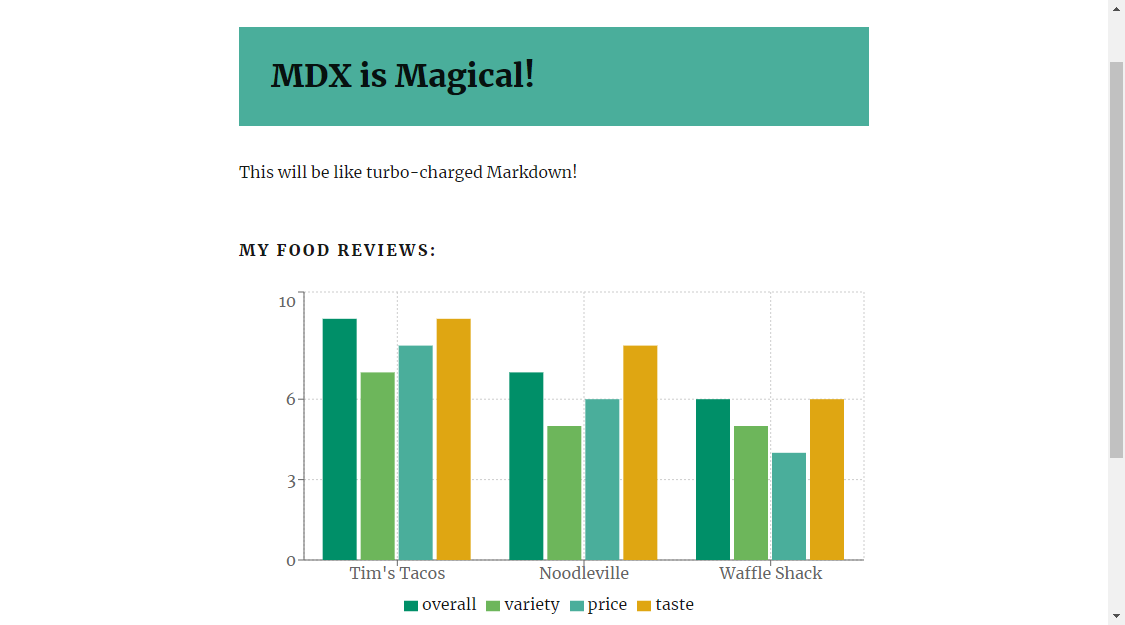 MDX is Magical!
This will be like turbo-charged Markdown!
MY FOOD REVIEWS:
10
6
3
0
Tim's Tacos Noodleville Waffle Shack
overall variety price taste